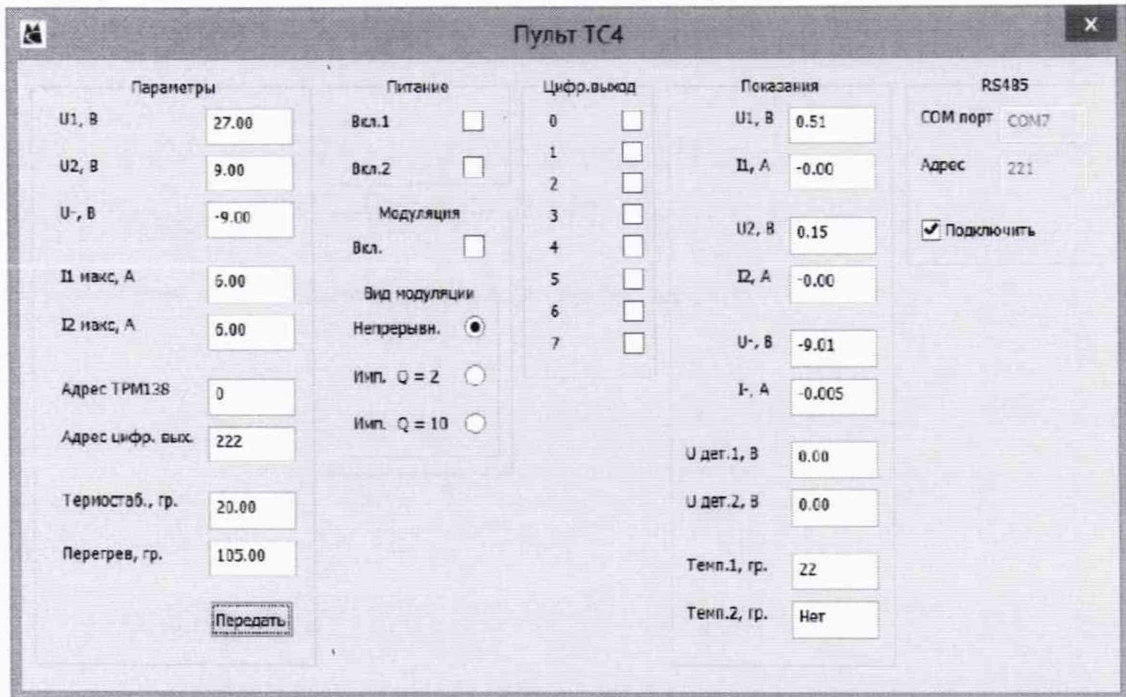 Пульт ТС4
x
Параметры
U1, В 27.00
U2, В 9.00
U-, В -9.00
I1 макс, А 6.00
I2 макс, А 6.00
Адрес ТРМ138 0
Адрес цифр. вых. 222
Термостаб., гр. 20.00
Перегрев, гр. 105.00
Передать
Питание
Вкл.1
Вкл.2
Модуляция
Вкл.
Вид модуляции
Непрерывн.
Имп. Q = 2
Имп. Q = 10
Цифр.выход
0
1
2
3
4
5
6
7
Показания
U1, В 0.51
I1, А -0.00
U2, В 0.15
I2, А -0.00
U-, В -9.01
I-, А -0.005
U дет.1, В 0.00
U дет.2, В 0.00
Темп.1, гр. 22
Темп.2, гр. Нет
RS485
COM порт COM7
Адрес 221
Подключить